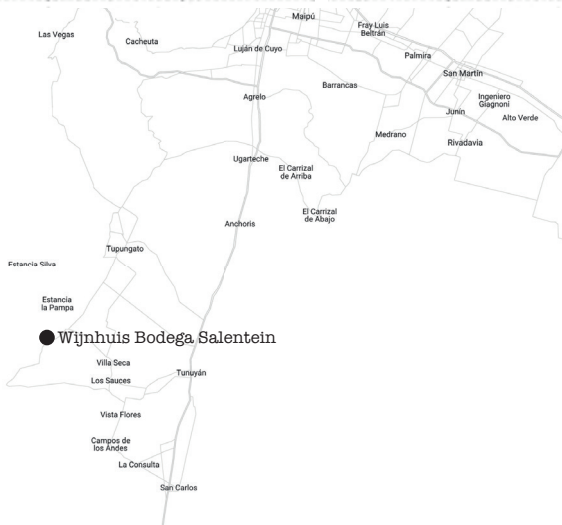 Maipú
Las Vegas
Cacheuta
Fray Luis
Beltrán
Luján de Cuyo
Palmira
San Martín
Barrancas
Agrelo
Ingeniero
Giagnoni
Junín
Alto Verde
Medrano
Rivadavia
Ugarteche
El Carrizal
de Arriba
El Carrizal
de Abajo
Anchoris
Tupungato
Estancia Silva
Estancia
la Pampa
Wijnhuis Bodega Salentein
Villa Seca
Los Sauces
Tunuyán
Vista Flores
Campos de
los Andes
La Consulta
San Carlos